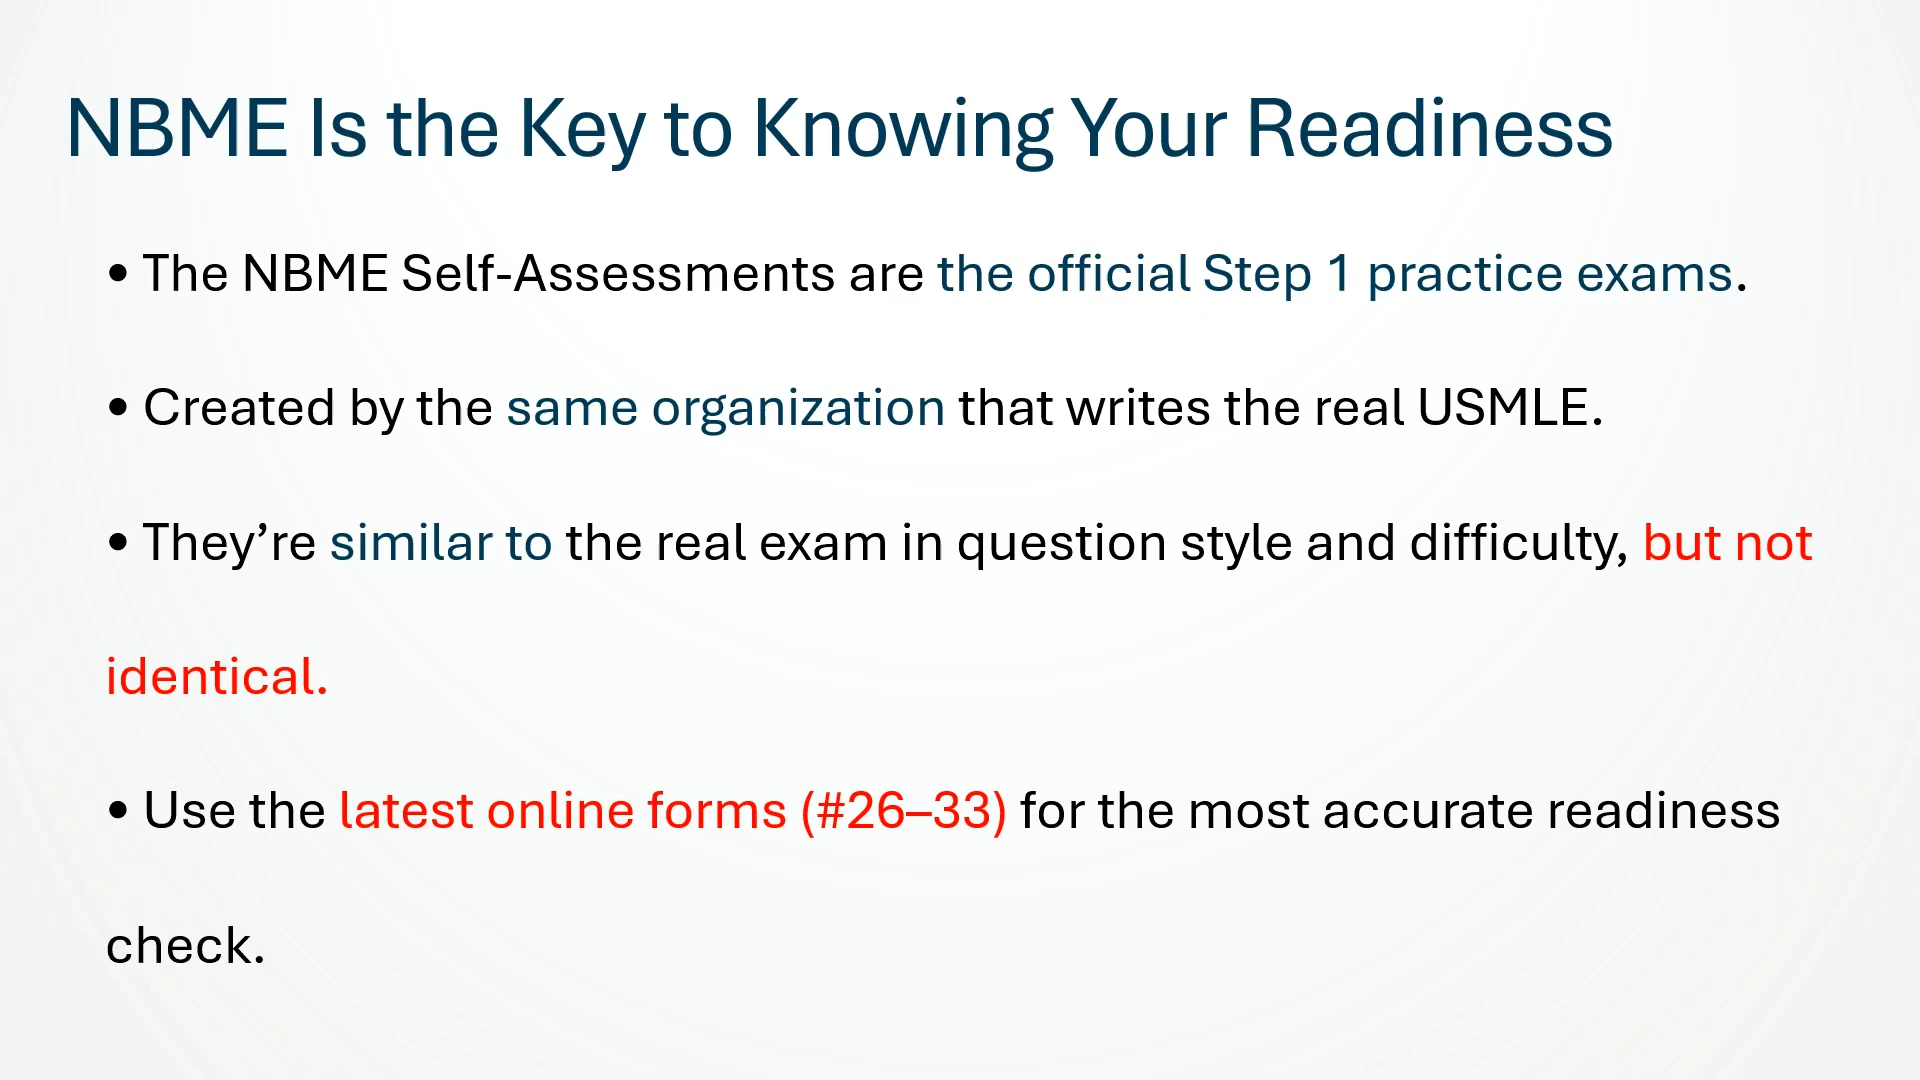 NBME Is the Key to Knowing Your Readiness
• The NBME Self-Assessments are the official Step 1 practice exams.
• Created by the same organization that writes the real USMLE.
• They’re similar to the real exam in question style and difficulty, but not
identical.
• Use the latest online forms (#26–33) for the most accurate readiness
check.